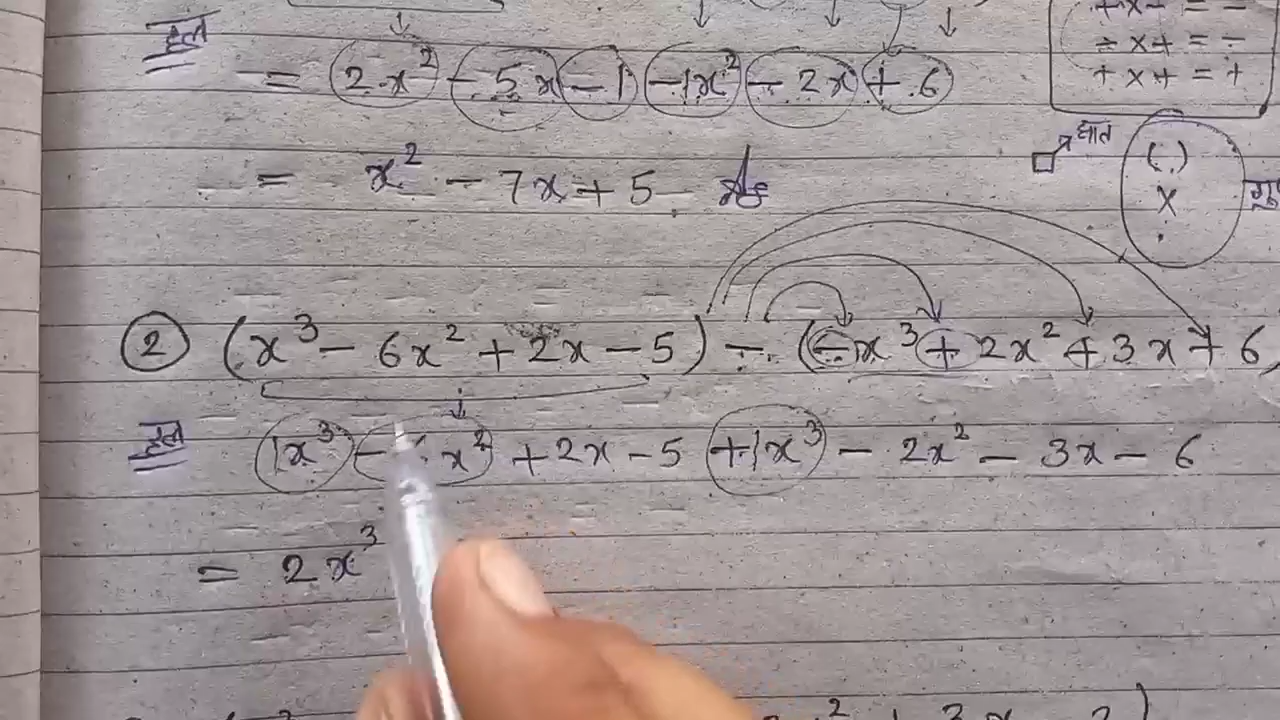 + x - = -
- x + = -
+ x + = +
हल
= 2x² - 5x - 1 - 1x² - 2x + 6
घात
(.)
x
.
= x² - 7x + 5 Ans
② (x³ - 6x² + 2x - 5) - (-x³ + 2x² + 3x + 6)
हल 1x³ - 6x² + 2x - 5 + 1x³ - 2x² - 3x - 6
= 2x³